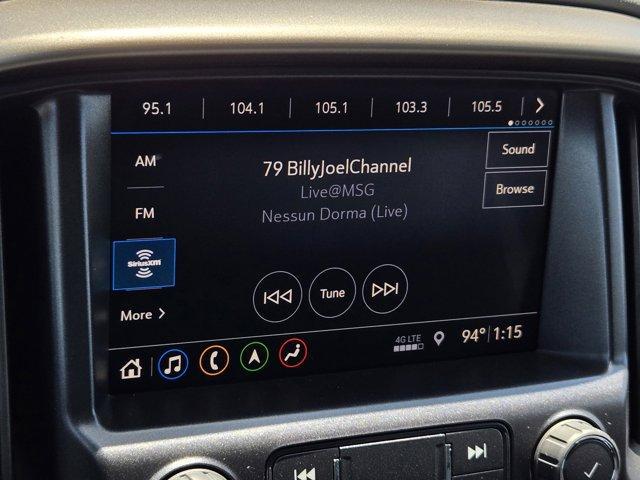 95.1 104.1 105.1 103.3 105.5
AM
FM
SiriusXM
More
79 BillyJoelChannel
Live@MSG
Nessun Dorma (Live)
Sound
Browse
Tune
4G LTE
94° 1:15